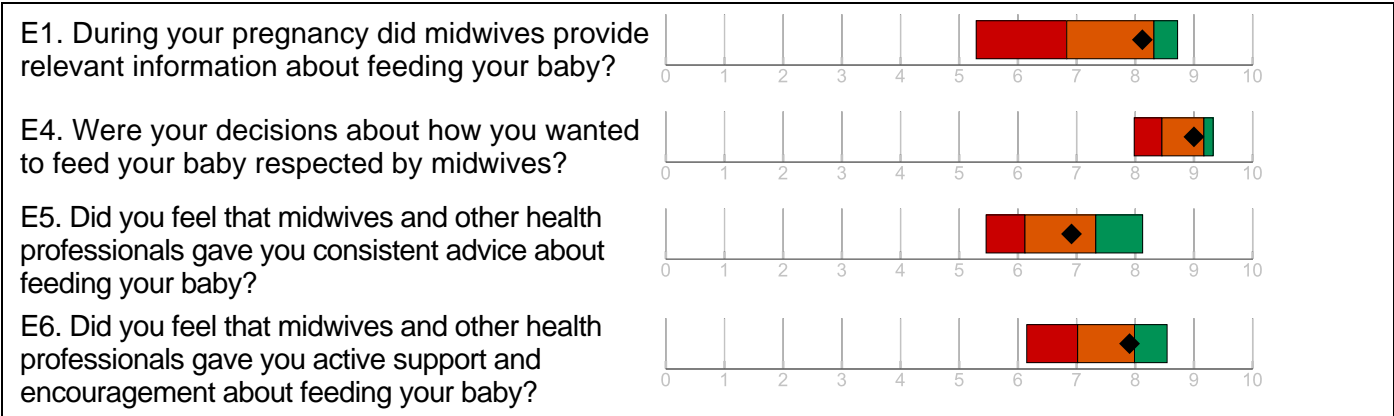 E1. During your pregnancy did midwives provide
relevant information about feeding your baby?
0 1 2 3 4 5 6 7 8 9 10
E4. Were your decisions about how you wanted
to feed your baby respected by midwives?
0 1 2 3 4 5 6 7 8 9 10
E5. Did you feel that midwives and other health
professionals gave you consistent advice about
feeding your baby?
0 1 2 3 4 5 6 7 8 9 10
E6. Did you feel that midwives and other health
professionals gave you active support and
encouragement about feeding your baby?
0 1 2 3 4 5 6 7 8 9 10